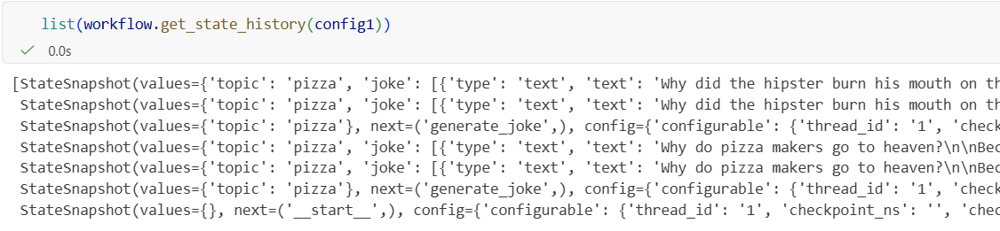 list(workflow.get_state_history(config1))
0.0s
[StateSnapshot(values={'topic': 'pizza', 'joke': [{'type': 'text', 'text': 'Why did the hipster burn his mouth on th
StateSnapshot(values={'topic': 'pizza', 'joke': [{'type': 'text', 'text': 'Why did the hipster burn his mouth on th
StateSnapshot(values={'topic': 'pizza'}, next=('generate_joke',), config={'configurable': {'thread_id': '1', 'check
StateSnapshot(values={'topic': 'pizza', 'joke': [{'type': 'text', 'text': 'Why do pizza makers go to heaven?\n\nBec
StateSnapshot(values={'topic': 'pizza', 'joke': [{'type': 'text', 'text': 'Why do pizza makers go to heaven?\n\nBec
StateSnapshot(values={'topic': 'pizza'}, next=('generate_joke',), config={'configurable': {'thread_id': '1', 'check
StateSnapshot(values={}, next=('__start__',), config={'configurable': {'thread_id': '1', 'checkpoint_ns': '', 'chec